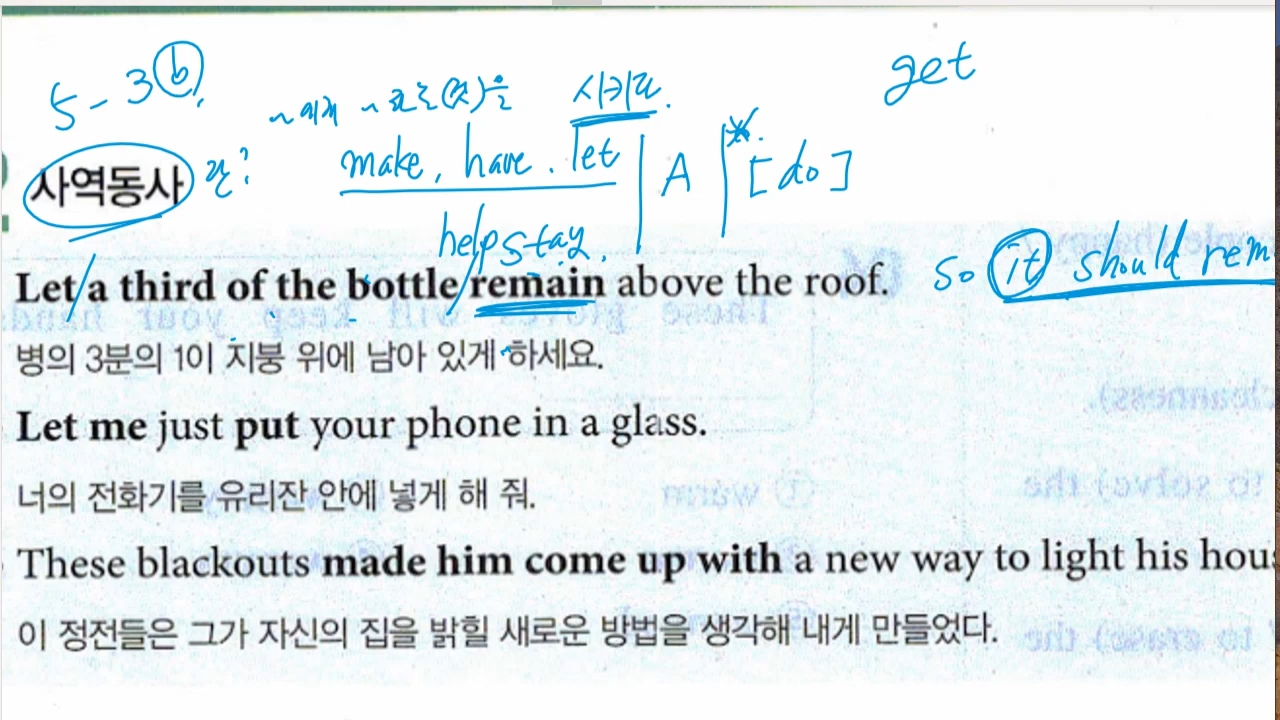 get
5-3ⓑ.
~에게 ~하도록(것)을 시키다.
사역동사 란? make, have. let | A | [do]
help stay.
Let / a third of the bottle / remain above the roof. so it should rem
병의 3분의 1이 지붕 위에 남아 있게 하세요.
Let me just put your phone in a glass.
너의 전화기를 유리잔 안에 넣게 해 줘.
These blackouts made him come up with a new way to light his hous
이 정전들은 그가 자신의 집을 밝힐 새로운 방법을 생각해 내게 만들었다.